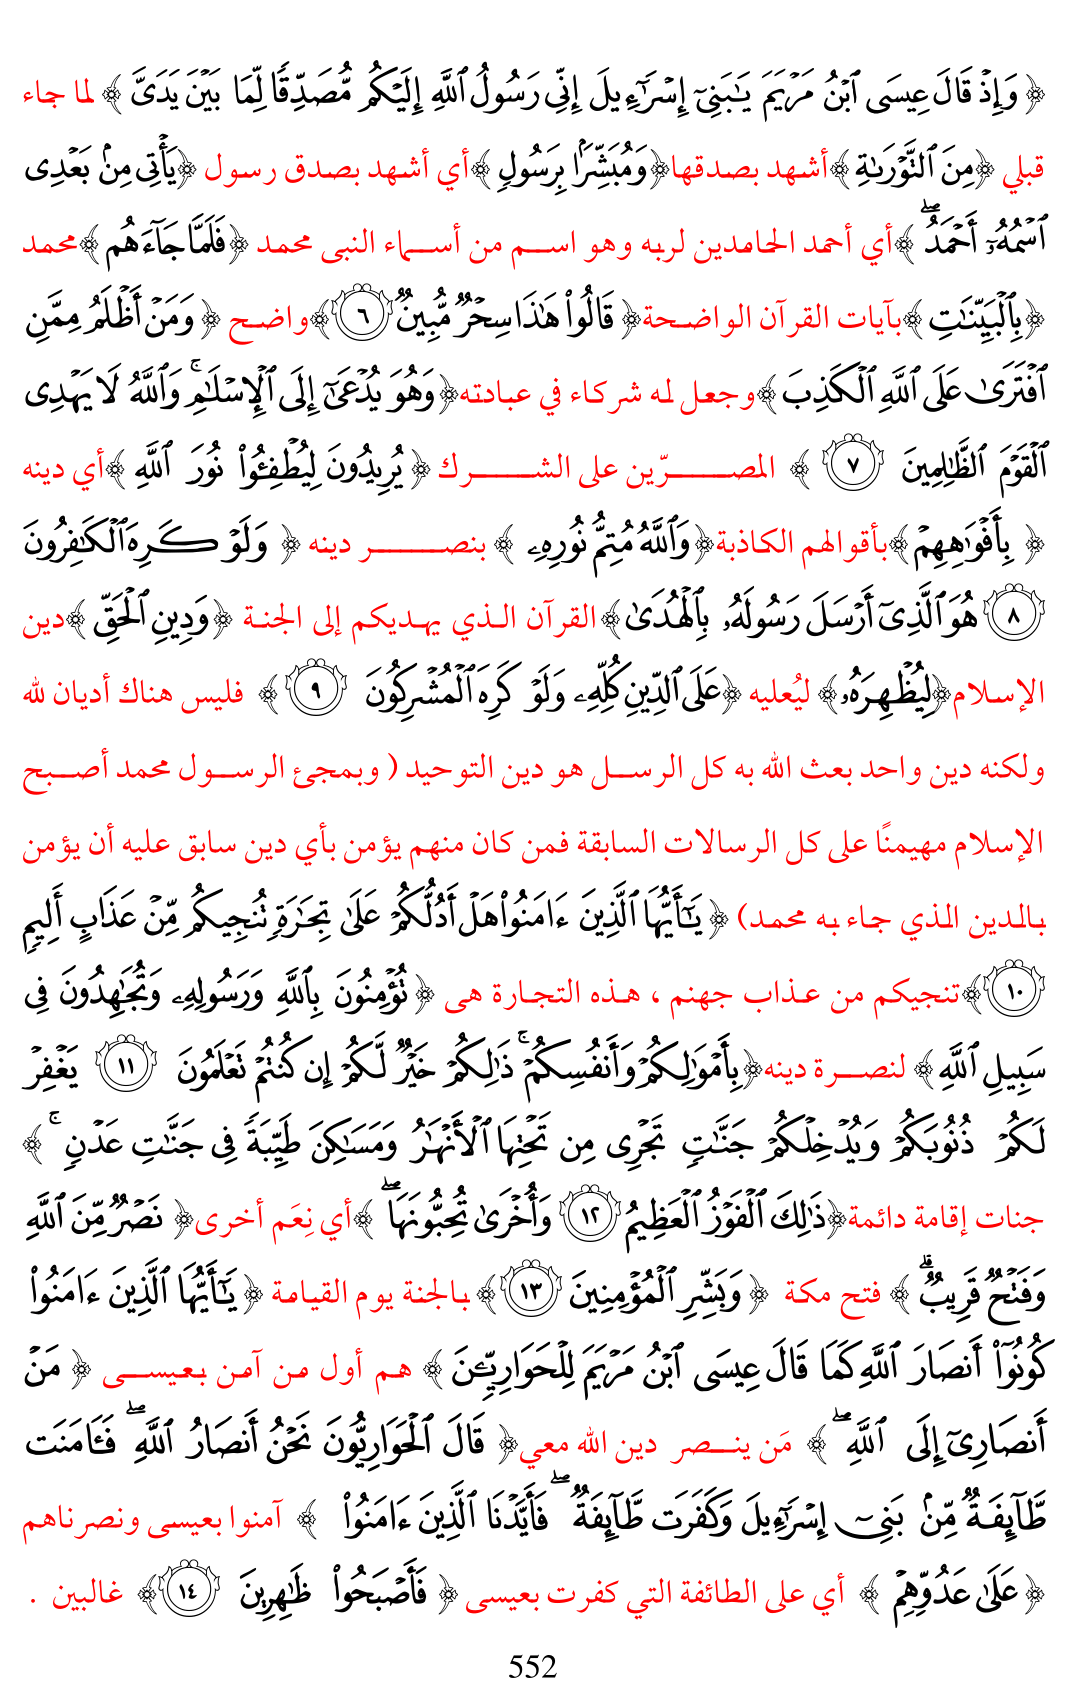 ﴿ وَإِذْ قَالَ عِيسَى ٱبْنُ مَرْيَمَ يَـٰبَنِىٓ إِسْرَٰٓءِيلَ إِنِّى رَسُولُ ٱللَّهِ إِلَيْكُم مُّصَدِّقًا لِّمَا بَيْنَ يَدَىَّ ﴾ لما جاء
قبلي ﴿مِنَ ٱلتَّوْرَىٰةِ﴾أشهد بصدقها﴿وَمُبَشِّرًۢا بِرَسُولٍ ﴾أي أشهد بصدق رسول ﴿يَأْتِى مِنۢ بَعْدِى
ٱسْمُهُۥٓ أَحْمَدُ ۖ ﴾أي أحمد الحامدين لربه وهو اسم من أسماء النبى محمد ﴿فَلَمَّا جَآءَهُم ﴾محمد
﴿بِٱلْبَيِّنَـٰتِ ﴾بآيات القرآن الواضحة﴿ قَالُوا۟ هَـٰذَا سِحْرٌ مُّبِينٌ ٦﴾واضح ﴿ وَمَنْ أَظْلَمُ مِمَّنِ
ٱفْتَرَىٰ عَلَى ٱللَّهِ ٱلْكَذِبَ ﴾وجعل لمه شركاء في عبادته﴿وَهُوَ يُدْعَىٰٓ إِلَى ٱلْإِسْلَـٰمِ ۚ وَٱللَّهُ لَا يَهْدِى
ٱلْقَوْمَ ٱلظَّـٰلِمِينَ ٧ ﴾ المصرّين على الشرك ﴿ يُرِيدُونَ لِيُطْفِـُٔوا۟ نُورَ ٱللَّهِ ﴾أي دينه
﴿ بِأَفْوَٰهِهِمْ ﴾بأقوالهم الكاذبة﴿وَٱللَّهُ مُتِمُّ نُورِهِۦ ﴾ بنصر دينه ﴿ وَلَوْ كَرِهَ ٱلْكَـٰفِرُونَ
٨ هُوَ ٱلَّذِىٓ أَرْسَلَ رَسُولَهُۥ بِٱلْهُدَىٰ﴾القرآن الذي يهديكم إلى الجنة ﴿وَدِينِ ٱلْحَقِّ ﴾دين
الإسلام﴿لِيُظْهِرَهُۥ﴾ ليُعليه ﴿عَلَى ٱلدِّينِ كُلِّهِۦ وَلَوْ كَرِهَ ٱلْمُشْرِكُونَ ٩ ﴾ فليس هناك أديان لله
ولكنه دين واحد بعث الله به كل الرسل هو دين التوحيد ( وبمجئ الرسول محمد أصبح
الإسلام مهيمنًا على كل الرسالات السابقة فمن كان منهم يؤمن بأي دين سابق عليه أن يؤمن
بالدين الذي جاء به محمد) ﴿ يَـٰٓأَيُّهَا ٱلَّذِينَ ءَامَنُوا۟ هَلْ أَدُلُّكُمْ عَلَىٰ تِجَـٰرَةٍ تُنجِيكُم مِّنْ عَذَابٍ أَلِيمٍ
١٠﴾تنجيكم من عذاب جهنم ، هذه التجارة هى ﴿ تُؤْمِنُونَ بِٱللَّهِ وَرَسُولِهِۦ وَتُجَـٰهِدُونَ فِى
سَبِيلِ ٱللَّهِ ﴾ لنصرة دينه﴿بِأَمْوَٰلِكُمْ وَأَنفُسِكُمْ ۚ ذَٰلِكُمْ خَيْرٌ لَّكُمْ إِن كُنتُمْ تَعْلَمُونَ ١١ يَغْفِرْ
لَكُمْ ذُنُوبَكُمْ وَيُدْخِلْكُمْ جَنَّـٰتٍ تَجْرِى مِن تَحْتِهَا ٱلْأَنْهَـٰرُ وَمَسَـٰكِنَ طَيِّبَةً فِى جَنَّـٰتِ عَدْنٍ ۚ ﴾
جنات إقامة دائمة﴿ذَٰلِكَ ٱلْفَوْزُ ٱلْعَظِيمُ ١٢ وَأُخْرَىٰ تُحِبُّونَهَا ۖ ﴾أي نِعَم أخرى﴿ نَصْرٌ مِّنَ ٱللَّهِ
وَفَتْحٌ قَرِيبٌ ۗ ﴾ فتح مكة ﴿ وَبَشِّرِ ٱلْمُؤْمِنِينَ ١٣﴾بالجنة يوم القيامة ﴿ يَـٰٓأَيُّهَا ٱلَّذِينَ ءَامَنُوا۟
كُونُوٓا۟ أَنصَارَ ٱللَّهِ كَمَا قَالَ عِيسَى ٱبْنُ مَرْيَمَ لِلْحَوَارِيِّـۧنَ ﴾ هم أول من آمن بعيسى ﴿ مَنْ
أَنصَارِىٓ إِلَى ٱللَّهِ ۖ ﴾ مَن ينصر دين الله معي﴿ قَالَ ٱلْحَوَارِيُّونَ نَحْنُ أَنصَارُ ٱللَّهِ ۖ فَـَٔامَنَت
طَّآئِفَةٌ مِّنۢ بَنِىٓ إِسْرَٰٓءِيلَ وَكَفَرَت طَّآئِفَةٌ ۖ فَأَيَّدْنَا ٱلَّذِينَ ءَامَنُوا۟ ﴾ آمنوا بعيسى ونصرناهم
﴿ عَلَىٰ عَدُوِّهِمْ ﴾ أي على الطائفة التي كفرت بعيسى ﴿ فَأَصْبَحُوا۟ ظَـٰهِرِينَ ١٤﴾ غالبين .
552